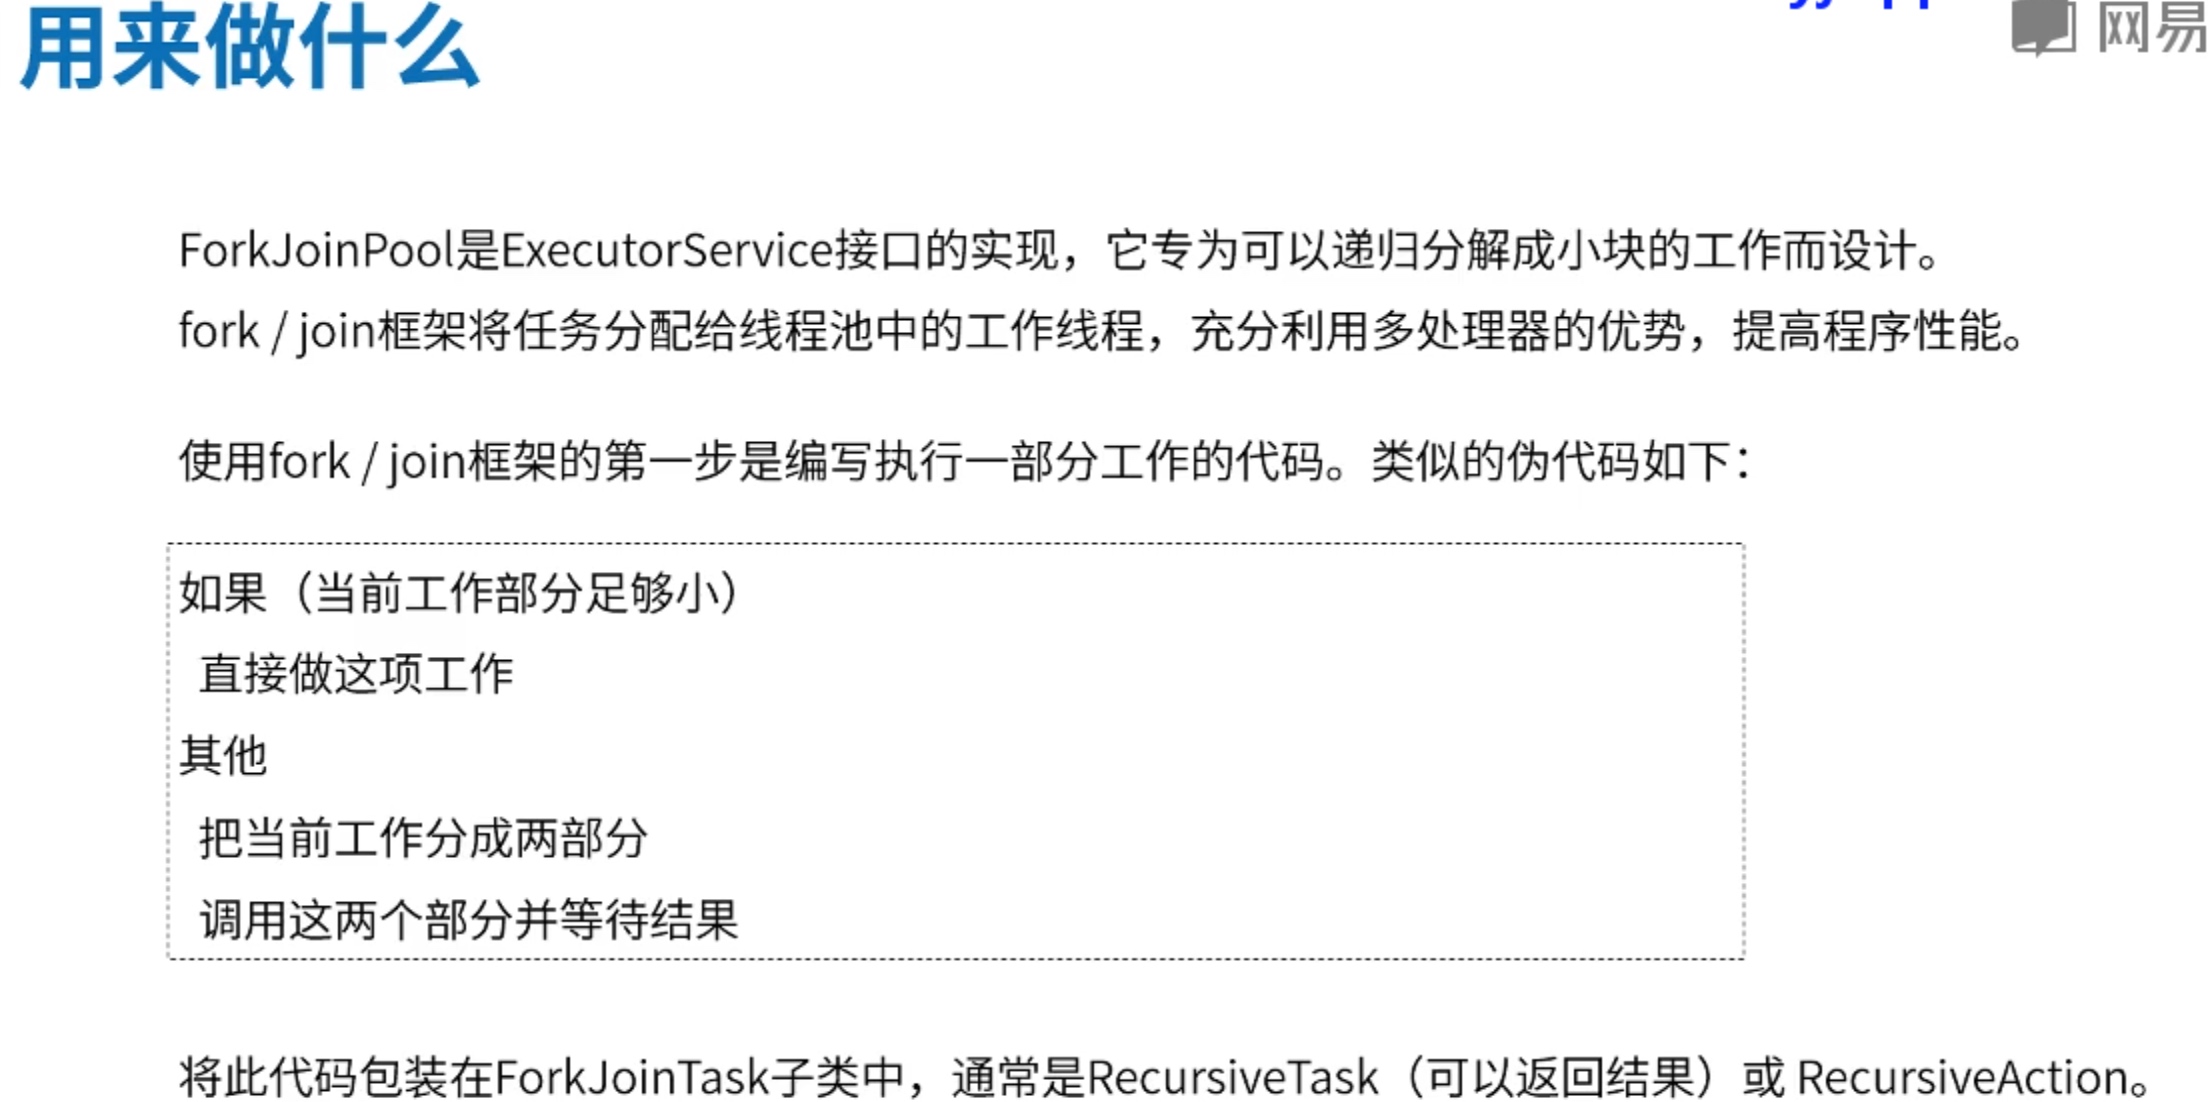 用来做什么
网易
ForkJoinPool是ExecutorService接口的实现，它专为可以递归分解成小块的工作而设计。
fork / join框架将任务分配给线程池中的工作线程，充分利用多处理器的优势，提高程序性能。
使用fork / join框架的第一步是编写执行一部分工作的代码。类似的伪代码如下：
如果（当前工作部分足够小）
直接做这项工作
其他
把当前工作分成两部分
调用这两个部分并等待结果
将此代码包装在ForkJoinTask子类中，通常是RecursiveTask（可以返回结果）或 RecursiveAction。